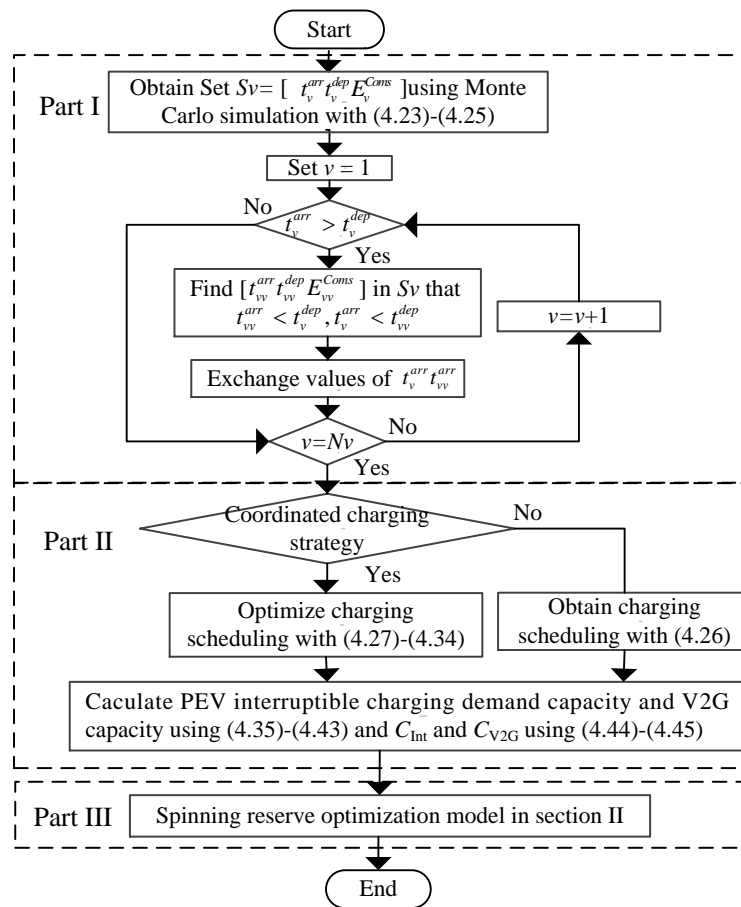 Start
Part I
Obtain Set Sv= [ t_v^arr t_v^dep E_v^Coms ]using Monte
Carlo simulation with (4.23)-(4.25)
Set v = 1
No
t_v^arr > t_v^dep
Yes
Find [t_vv^arr t_vv^dep E_vv^Coms ] in Sv that
t_vv^arr < t_v^dep, t_v^arr < t_vv^dep
v=v+1
Exchange values of t_v^arr t_vv^arr
v=Nv
No
Yes
Part II
Coordinated charging
strategy
No
Yes
Optimize charging
scheduling with (4.27)-(4.34)
Obtain charging
scheduling with (4.26)
Caculate PEV interruptible charging demand capacity and V2G
capacity using (4.35)-(4.43) and C_Int and C_V2G using (4.44)-(4.45)
Part III
Spinning reserve optimization model in section II
End